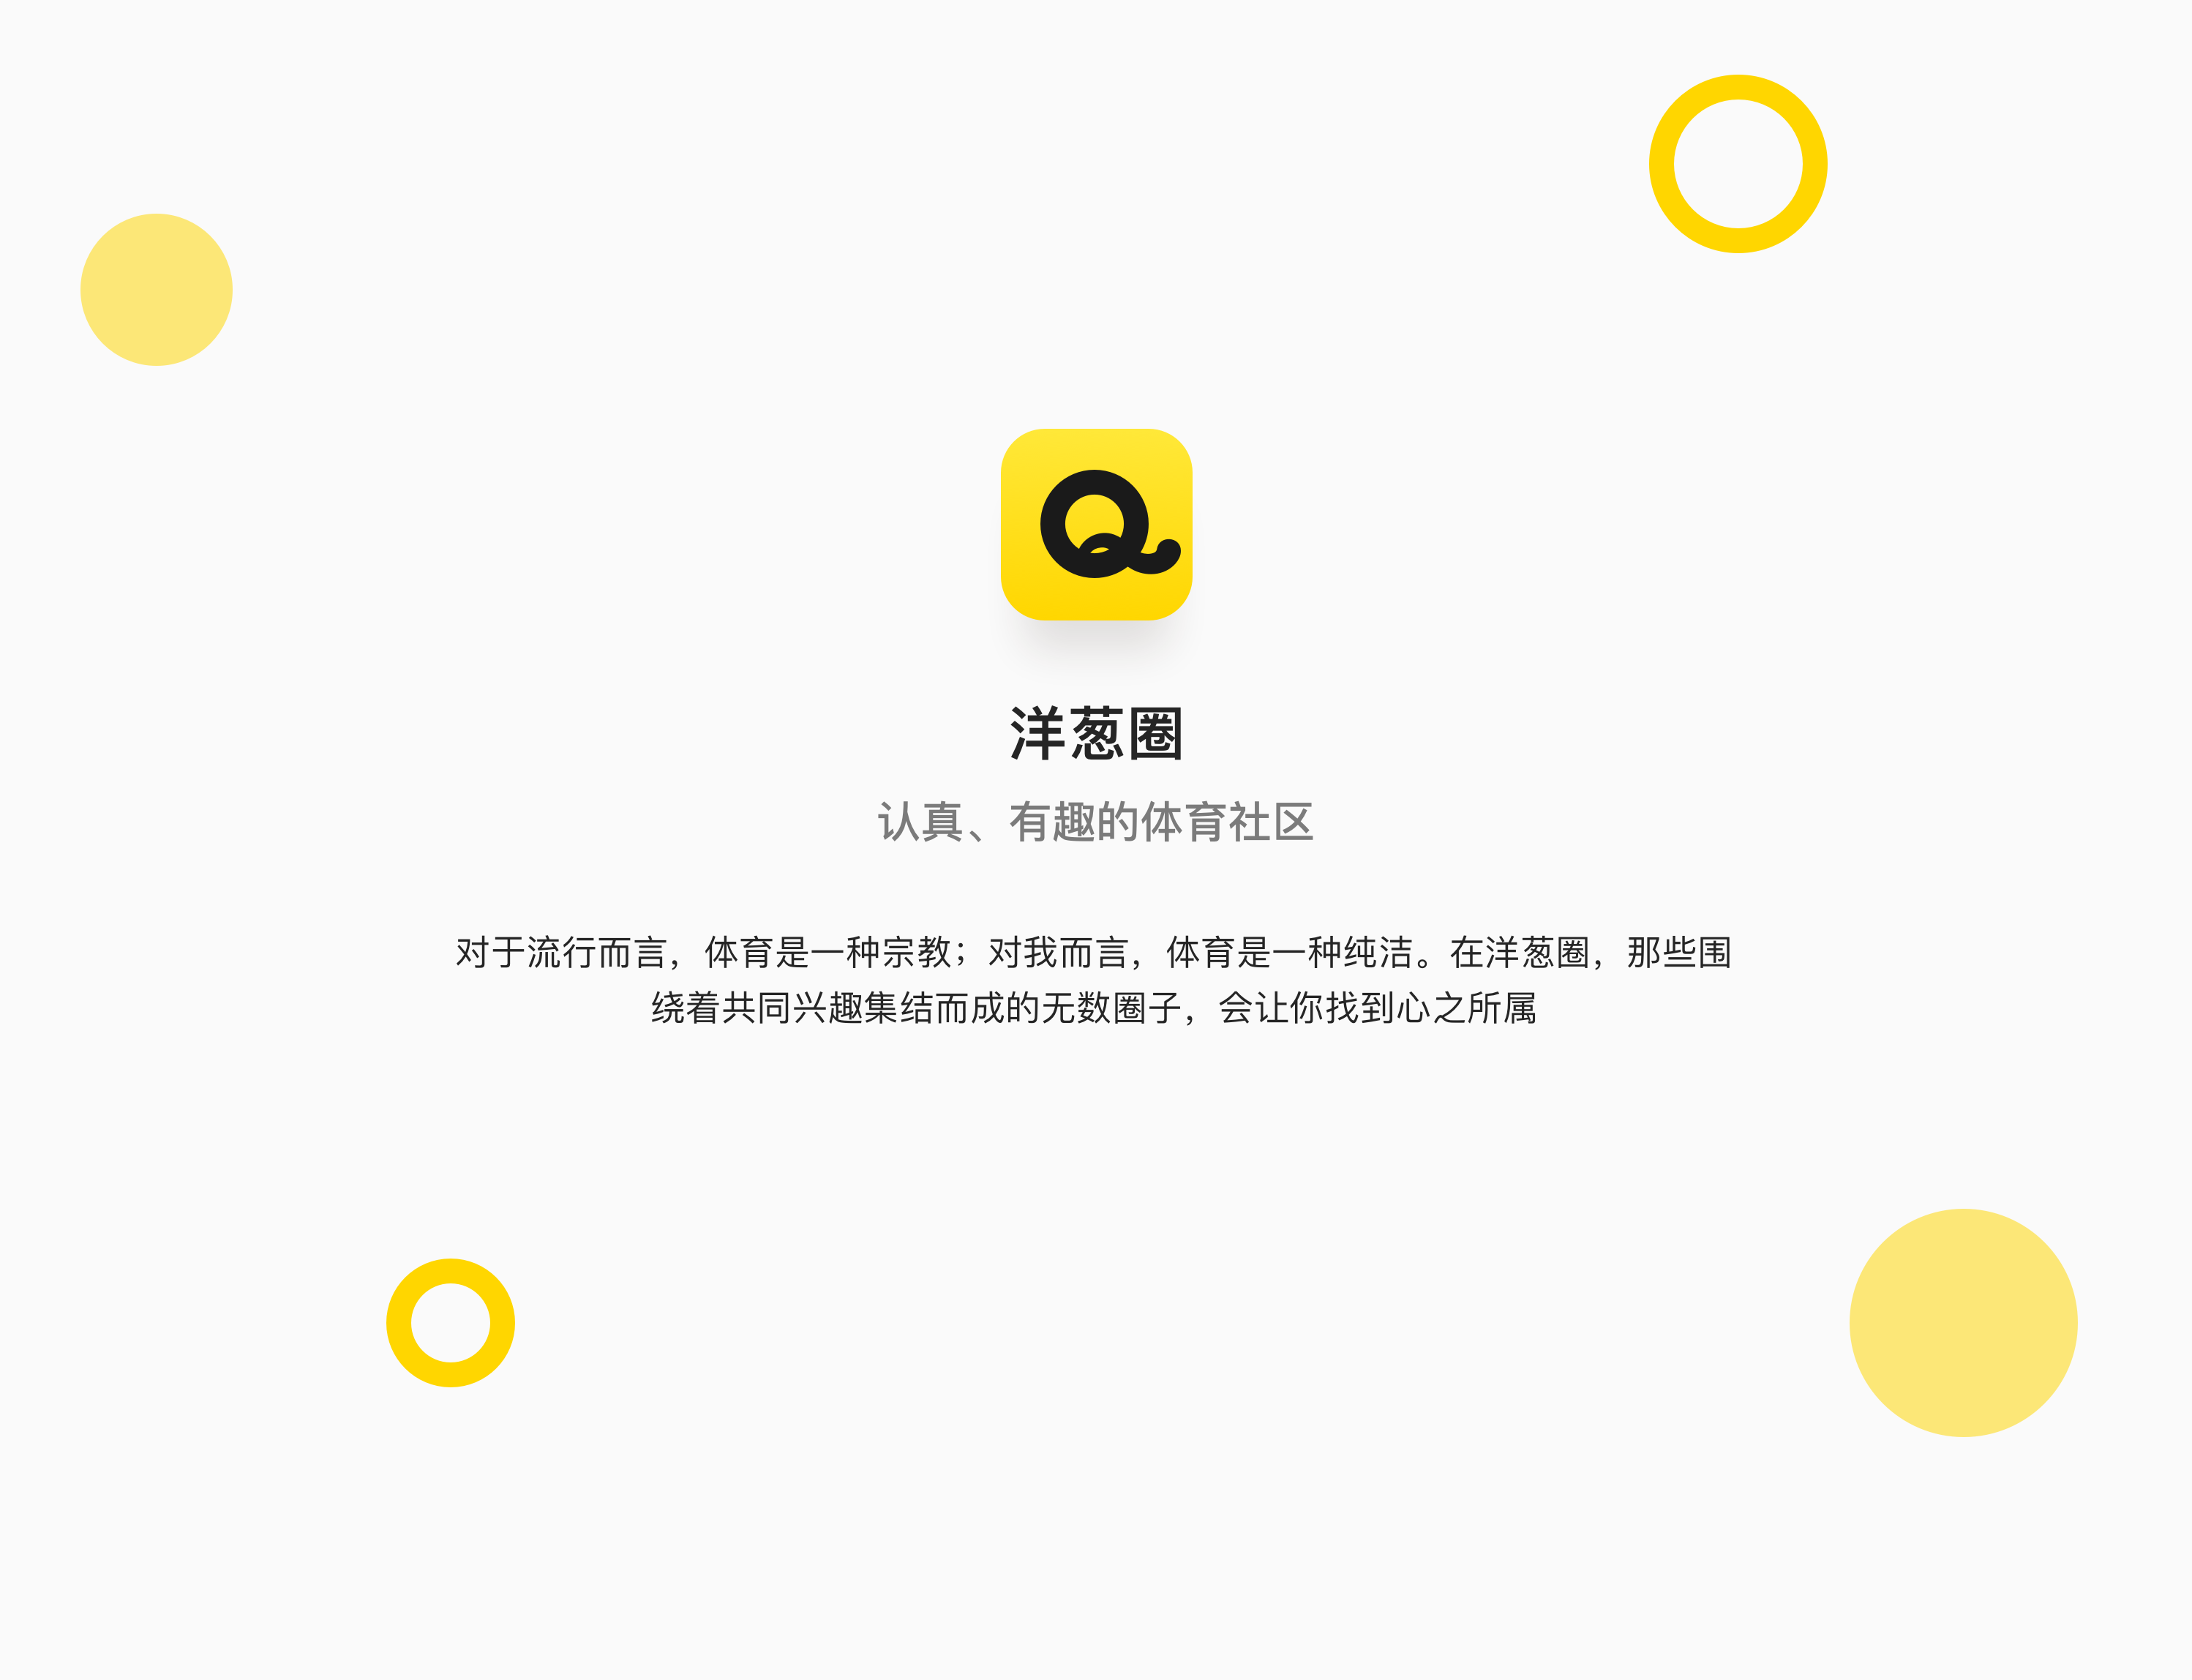 洋葱圈
认真、有趣的体育社区
对于流行而言，体育是一种宗教；对我而言，体育是一种纯洁。在洋葱圈，那些围
绕着共同兴趣集结而成的无数圈子，会让你找到心之所属